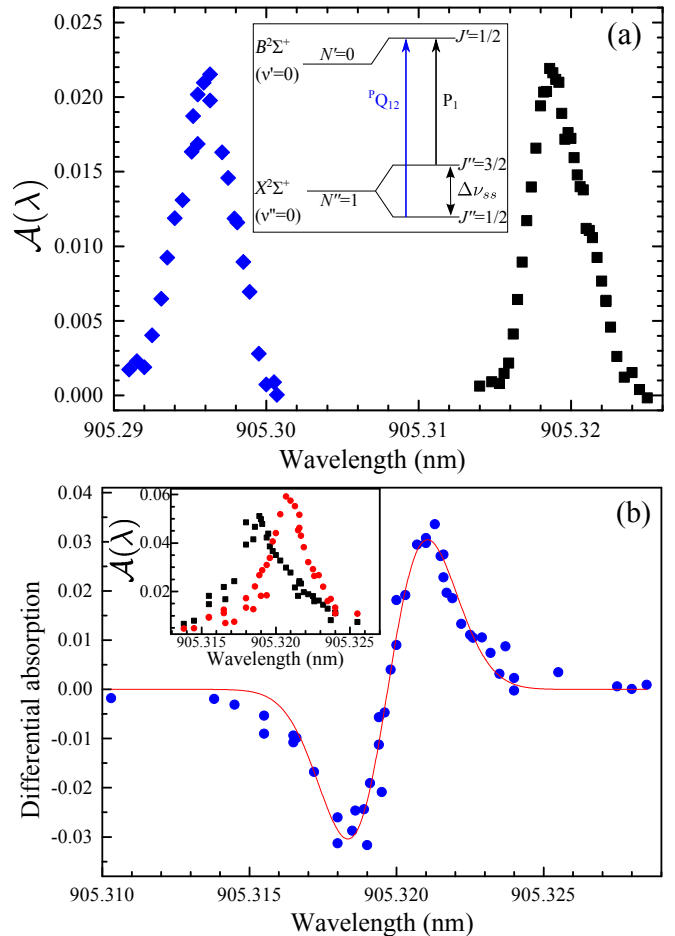 (a)
B²Σ⁺
(ν'=0)
N'=0
J'=1/2
ᴾQ₁₂
P₁
X²Σ⁺
(ν"=0)
N"=1
J"=3/2
Δν_ss
J"=1/2
0.025
0.020
0.015
0.010
0.005
0.000
𝒜(λ)
905.29 905.30 905.31 905.32
Wavelength (nm)
(b)
0.04
0.03
0.02
0.01
0.00
-0.01
-0.02
-0.03
Differential absorption
𝒜(λ)
0.06
0.04
0.02
905.315 905.320 905.325
Wavelength (nm)
905.310 905.315 905.320 905.325
Wavelength (nm)